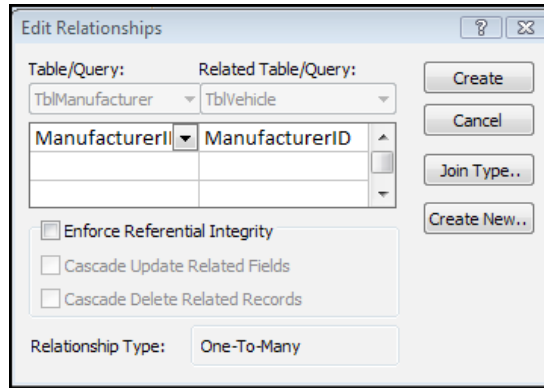 Edit Relationships
Table/Query: Related Table/Query:
Create
TblManufacturer TblVehicle
Cancel
ManufacturerID ManufacturerID
Join Type..
Create New..
Enforce Referential Integrity
Cascade Update Related Fields
Cascade Delete Related Records
Relationship Type: One-To-Many